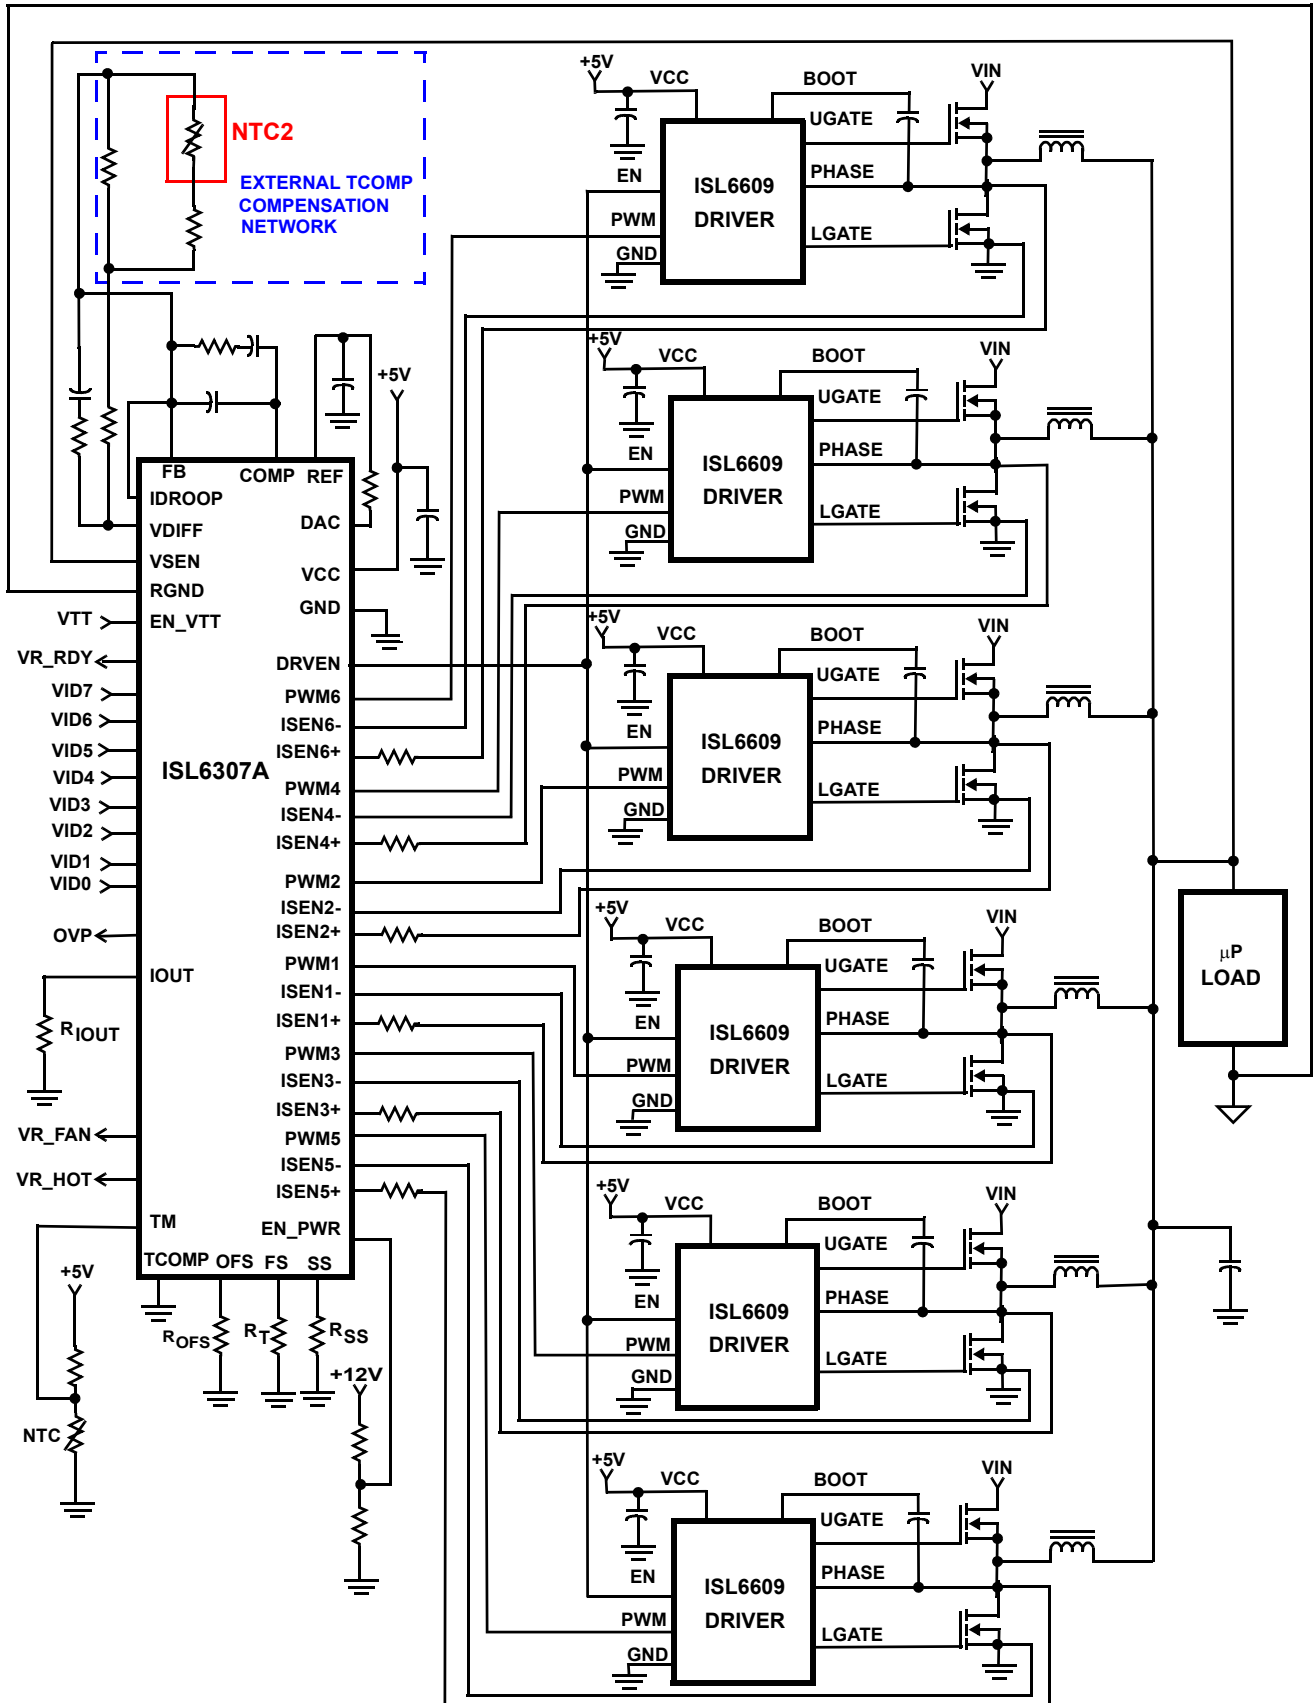 NTC2
EXTERNAL TCOMP
COMPENSATION
NETWORK
FB
COMP
REF
IDROOP
DAC
VDIFF
VSEN
VCC
RGND
GND
VTT
EN_VTT
VR_RDY
DRVEN
VID7
PWM6
VID6
ISEN6-
VID5
ISEN6+
ISL6307A
VID4
PWM4
VID3
ISEN4-
VID2
ISEN4+
VID1
VID0
PWM2
ISEN2-
OVP
ISEN2+
IOUT
PWM1
ISEN1-
RIOUT
ISEN1+
PWM3
ISEN3-
ISEN3+
VR_FAN
PWM5
ISEN5-
VR_HOT
ISEN5+
TM
EN_PWR
TCOMP
OFS
FS
SS
+5V
+5V
ROFS
RT
RSS
+12V
NTC
+5V
VCC
BOOT
VIN
UGATE
EN
ISL6609
DRIVER
PHASE
PWM
LGATE
GND
+5V
VCC
BOOT
VIN
UGATE
EN
ISL6609
DRIVER
PHASE
PWM
LGATE
GND
+5V
VCC
BOOT
VIN
UGATE
EN
ISL6609
DRIVER
PHASE
PWM
LGATE
GND
+5V
VCC
BOOT
VIN
UGATE
EN
ISL6609
DRIVER
PHASE
PWM
LGATE
GND
+5V
VCC
BOOT
VIN
UGATE
EN
ISL6609
DRIVER
PHASE
PWM
LGATE
GND
+5V
VCC
BOOT
VIN
UGATE
EN
ISL6609
DRIVER
PHASE
PWM
LGATE
GND
μP
LOAD